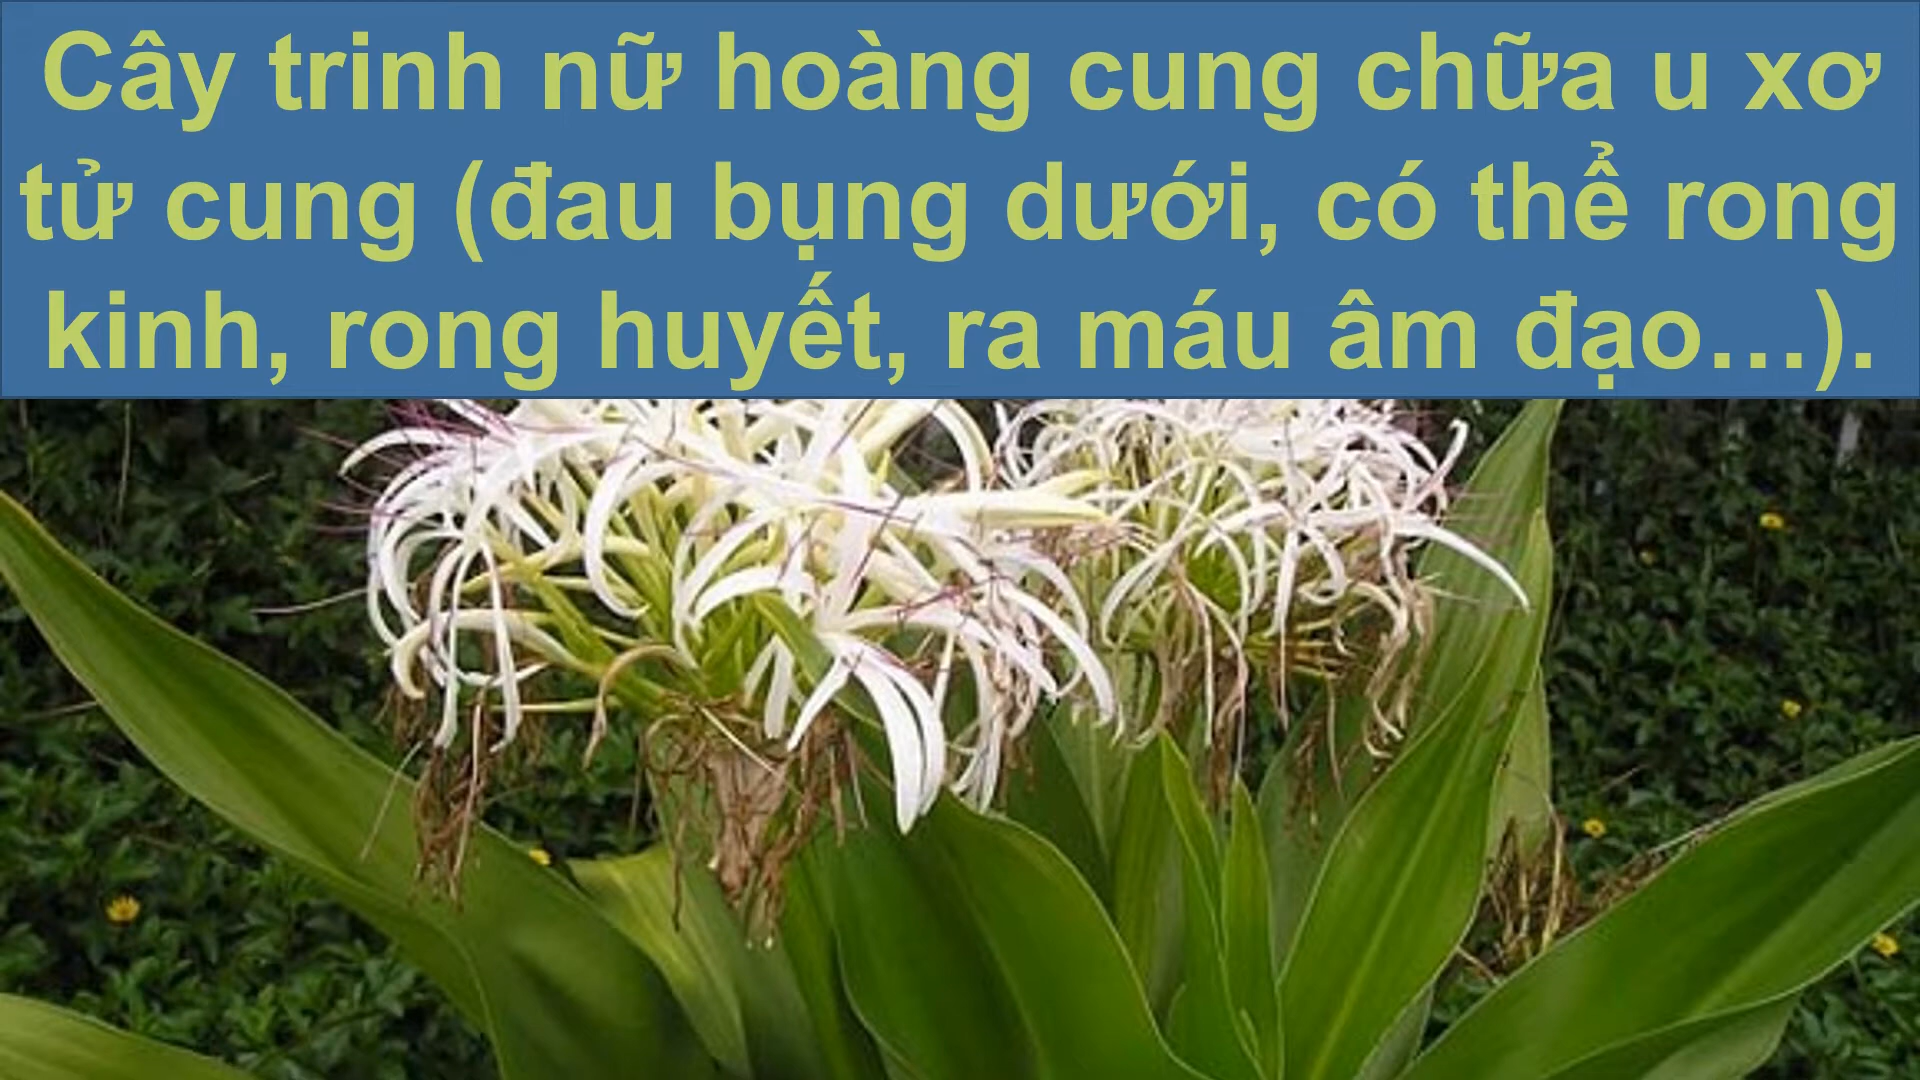 Cây trinh nữ hoàng cung chữa u xơ
tử cung (đau bụng dưới, có thể rong
kinh, rong huyết, ra máu âm đạo…).